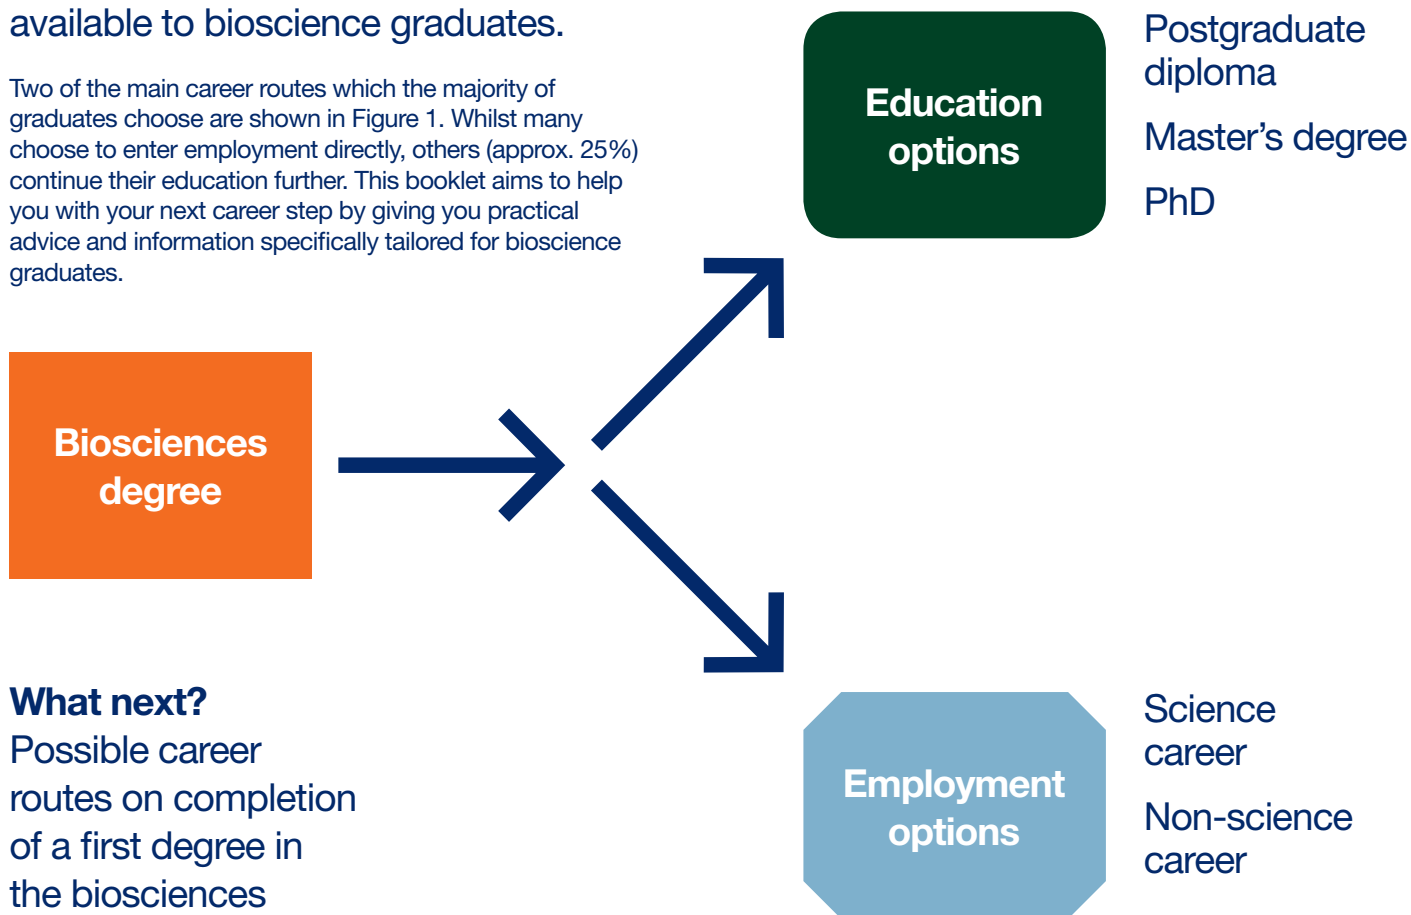 available to bioscience graduates.
Two of the main career routes which the majority of
graduates choose are shown in Figure 1. Whilst many
choose to enter employment directly, others (approx. 25%)
continue their education further. This booklet aims to help
you with your next career step by giving you practical
advice and information specifically tailored for bioscience
graduates.
Education
options
Postgraduate
diploma
Master’s degree
PhD
Biosciences
degree
What next?
Possible career
routes on completion
of a first degree in
the biosciences
Employment
options
Science
career
Non-science
career